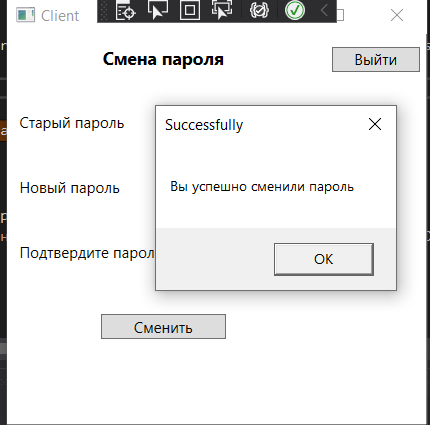 Client
Смена пароля
Выйти
Старый пароль
Successfully
Вы успешно сменили пароль
Новый пароль
OK
Подтвердите парол
Сменить